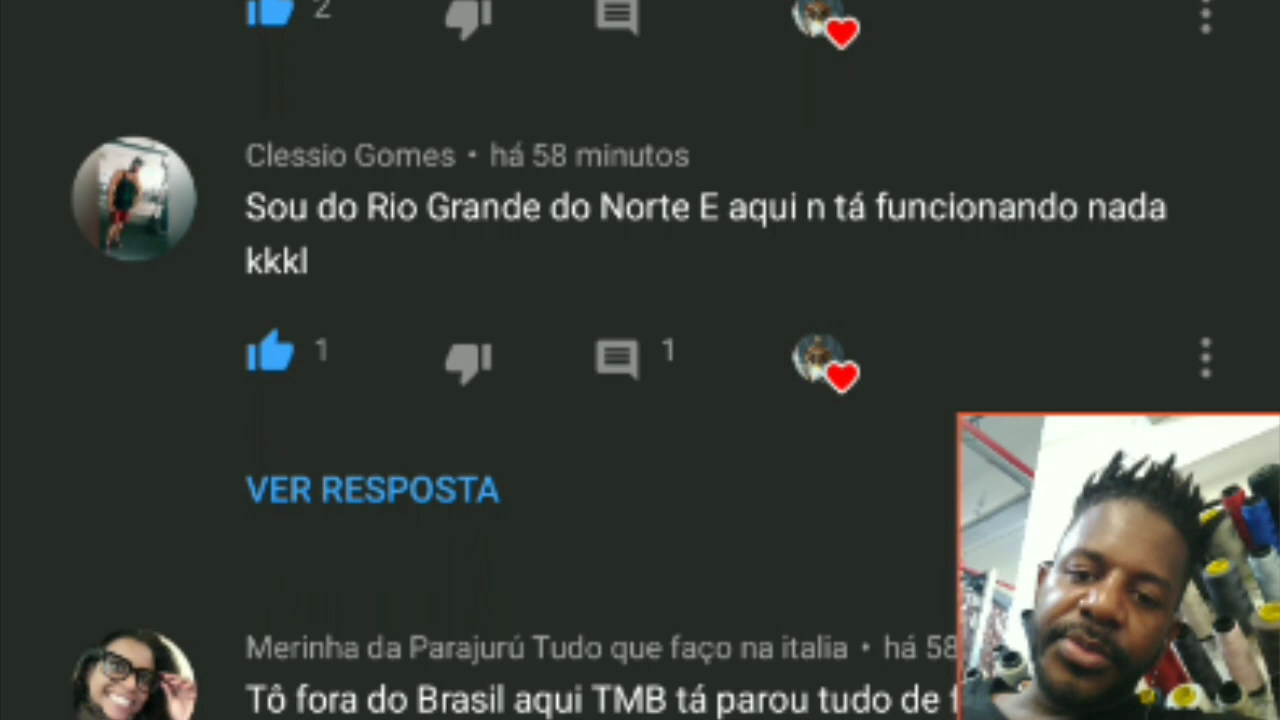 2
Clessio Gomes • há 58 minutos
Sou do Rio Grande do Norte E aqui n tá funcionando nada
kkkl
1
1
VER RESPOSTA
Merinha da Parajurú Tudo que faço na italia • há 58
Tô fora do Brasil aqui TMB tá parou tudo de